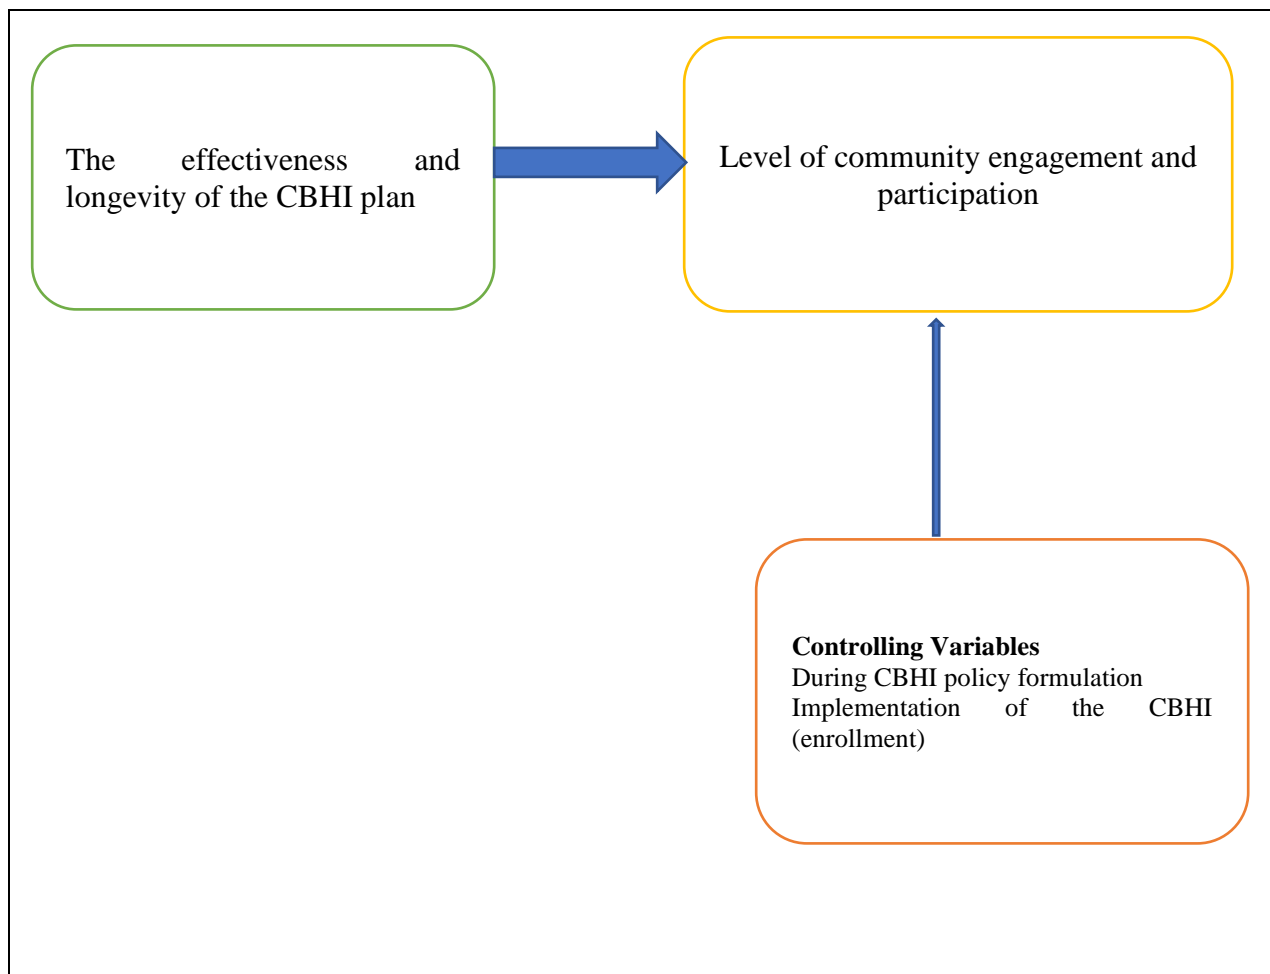 The effectiveness and
longevity of the CBHI plan
Level of community engagement and
participation
Controlling Variables
During CBHI policy formulation
Implementation of the CBHI
(enrollment)